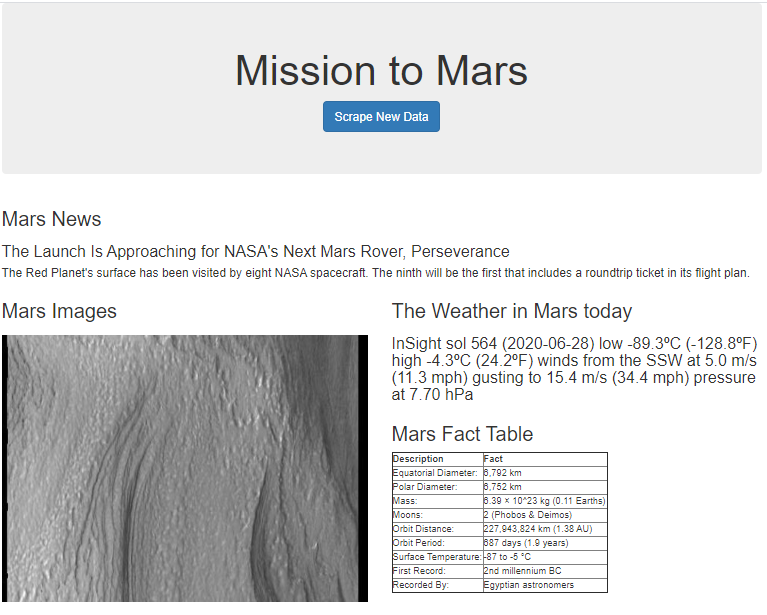 Mission to Mars
Scrape New Data
Mars News
The Launch Is Approaching for NASA's Next Mars Rover, Perseverance
The Red Planet's surface has been visited by eight NASA spacecraft. The ninth will be the first that includes a roundtrip ticket in its flight plan.
Mars Images
The Weather in Mars today
InSight sol 564 (2020-06-28) low -89.3ºC (-128.8ºF)
high -4.3ºC (24.2ºF) winds from the SSW at 5.0 m/s
(11.3 mph) gusting to 15.4 m/s (34.4 mph) pressure
at 7.70 hPa
Mars Fact Table
Description Fact
Equatorial Diameter: 6,792 km
Polar Diameter: 6,752 km
Mass: 6.39 × 10^23 kg (0.11 Earths)
Moons: 2 (Phobos & Deimos)
Orbit Distance: 227,943,824 km (1.38 AU)
Orbit Period: 687 days (1.9 years)
Surface Temperature: -87 to -5 °C
First Record: 2nd millennium BC
Recorded By: Egyptian astronomers